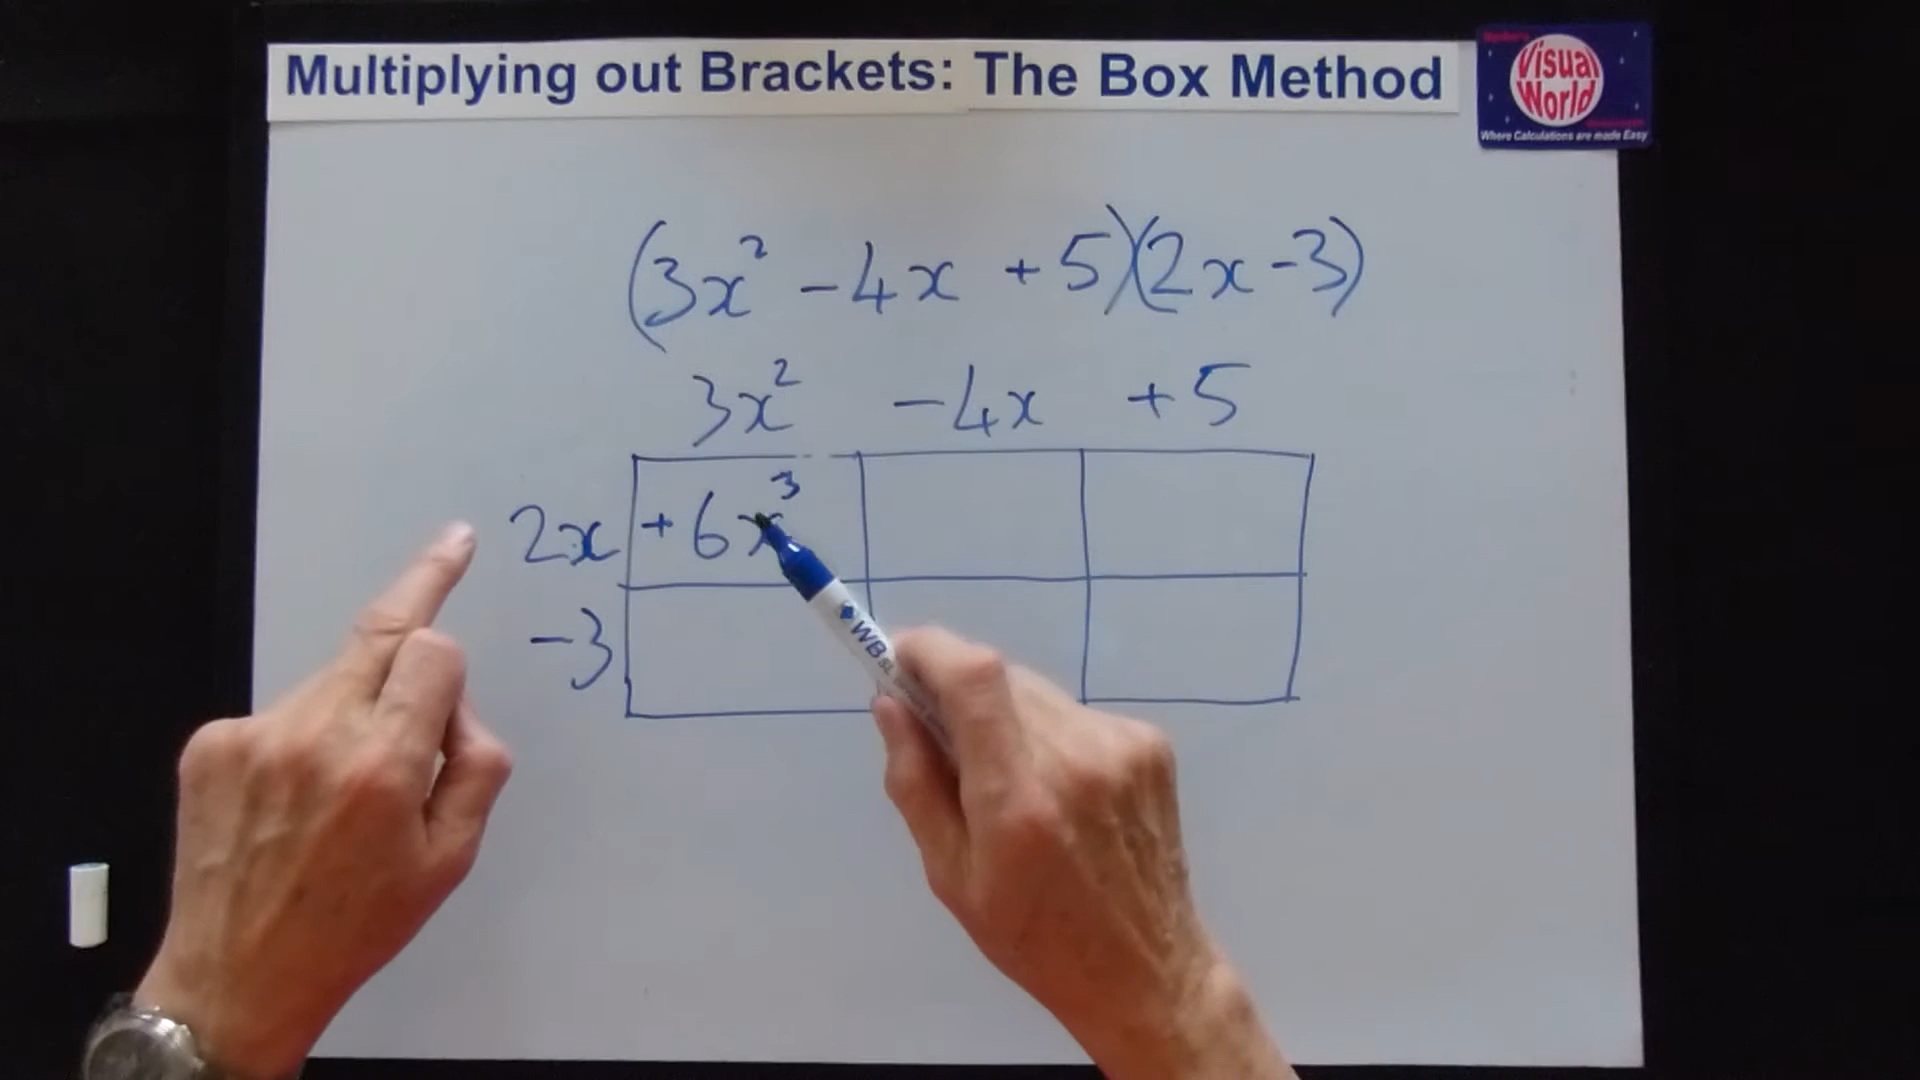 Multiplying out Brackets: The Box Method
Visual
World
Where Calculations are made Easy
(3x² - 4x + 5)(2x - 3)
3x² - 4x + 5
2x + 6x³
- 3
WB